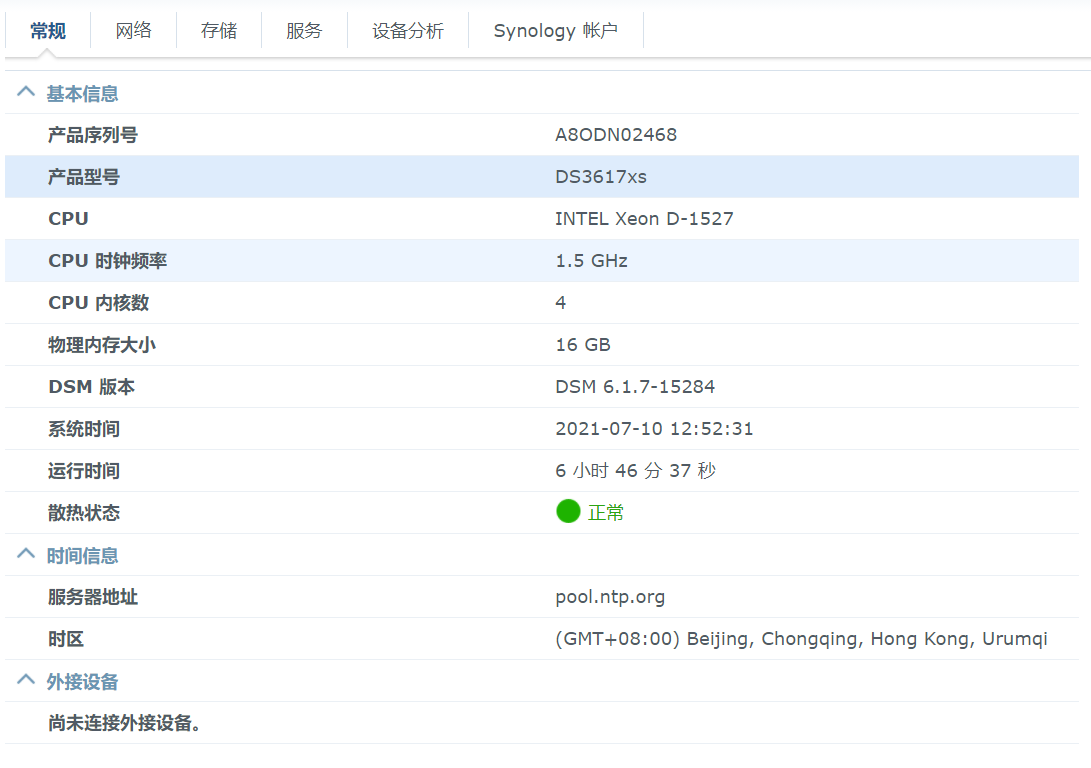 常规 网络 存储 服务 设备分析 Synology 帐户
基本信息
产品序列号 A8ODN02468
产品型号 DS3617xs
CPU INTEL Xeon D-1527
CPU 时钟频率 1.5 GHz
CPU 内核数 4
物理内存大小 16 GB
DSM 版本 DSM 6.1.7-15284
系统时间 2021-07-10 12:52:31
运行时间 6 小时 46 分 37 秒
散热状态 正常
时间信息
服务器地址 pool.ntp.org
时区 (GMT+08:00) Beijing, Chongqing, Hong Kong, Urumqi
外接设备
尚未连接外接设备。